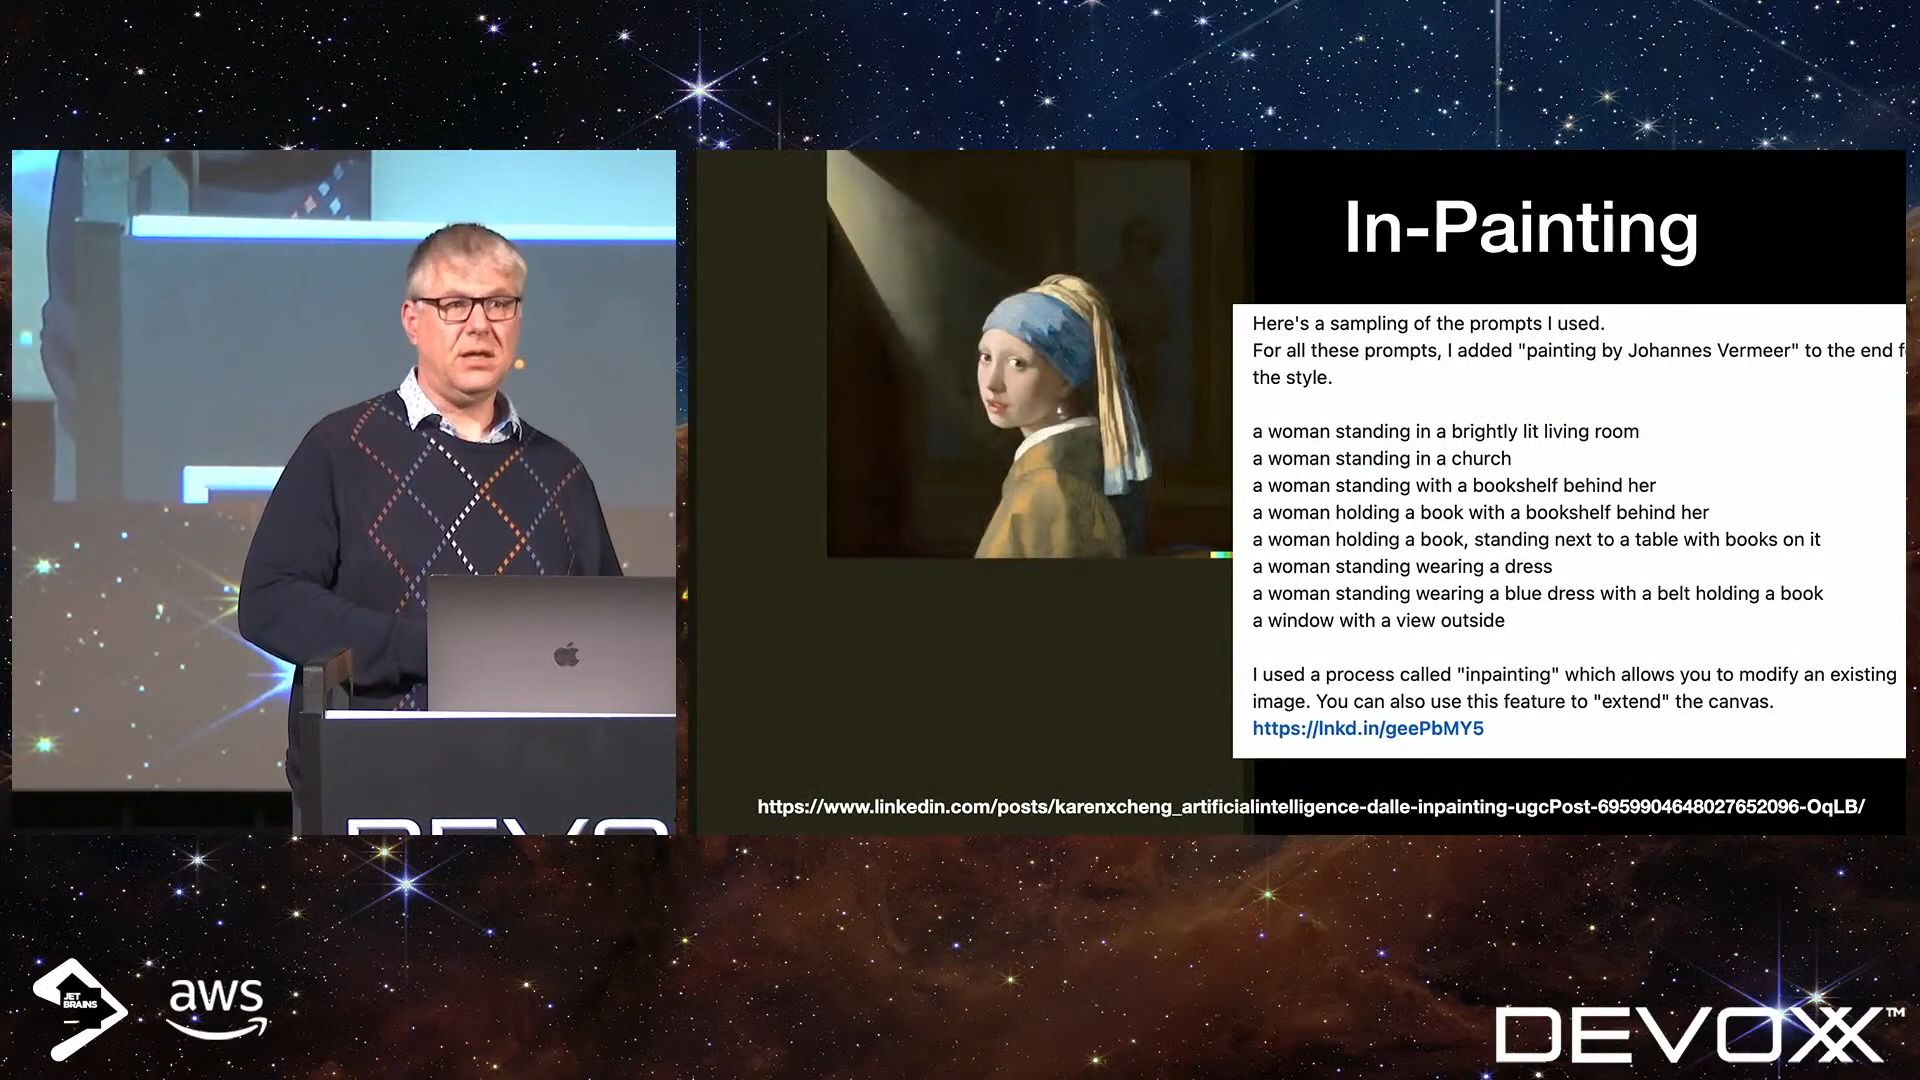 In-Painting
Here's a sampling of the prompts I used.
For all these prompts, I added "painting by Johannes Vermeer" to the end
the style.
a woman standing in a brightly lit living room
a woman standing in a church
a woman standing with a bookshelf behind her
a woman holding a book with a bookshelf behind her
a woman holding a book, standing next to a table with books on it
a woman standing wearing a dress
a woman standing wearing a blue dress with a belt holding a book
a window with a view outside
I used a process called "inpainting" which allows you to modify an existing
image. You can also use this feature to "extend" the canvas.
https://lnkd.in/geePbMY5
https://www.linkedin.com/posts/karenxcheng_artificialintelligence-dalle-inpainting-ugcPost-6959904648027652096-OqLB/
DEVO
JET
BRAINS
aws
DEVOXX™